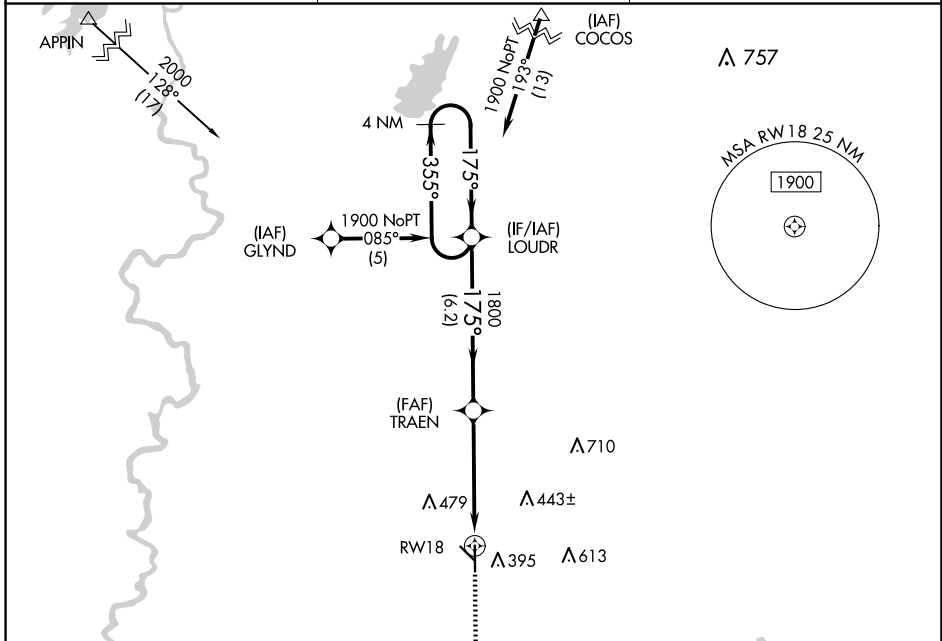 APPIN
2000
128°
(17)
(IAF)
COCOS
1900 NoPT
193°
(13)
757
4 NM
355°
175°
MSA RW18 25 NM
1900
(IAF)
GLYND
1900 NoPT
085°
(5)
(IF/IAF)
LOUDR
1800
175°
(6.2)
(FAF)
TRAEN
710
479
443±
RW18
395
613